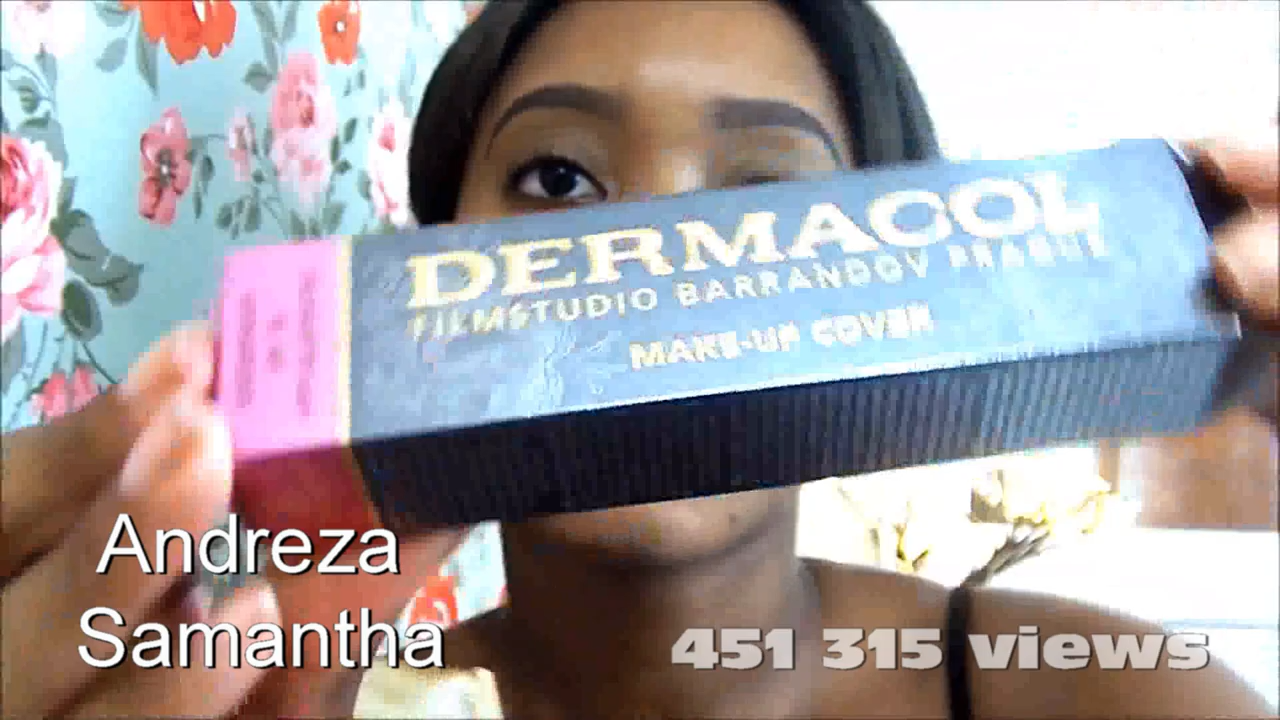 DERMACOL
FILMSTUDIO BARRANDOV PRAGUE
MAKE-UP COVER
Andreza
Samantha
451 315 views